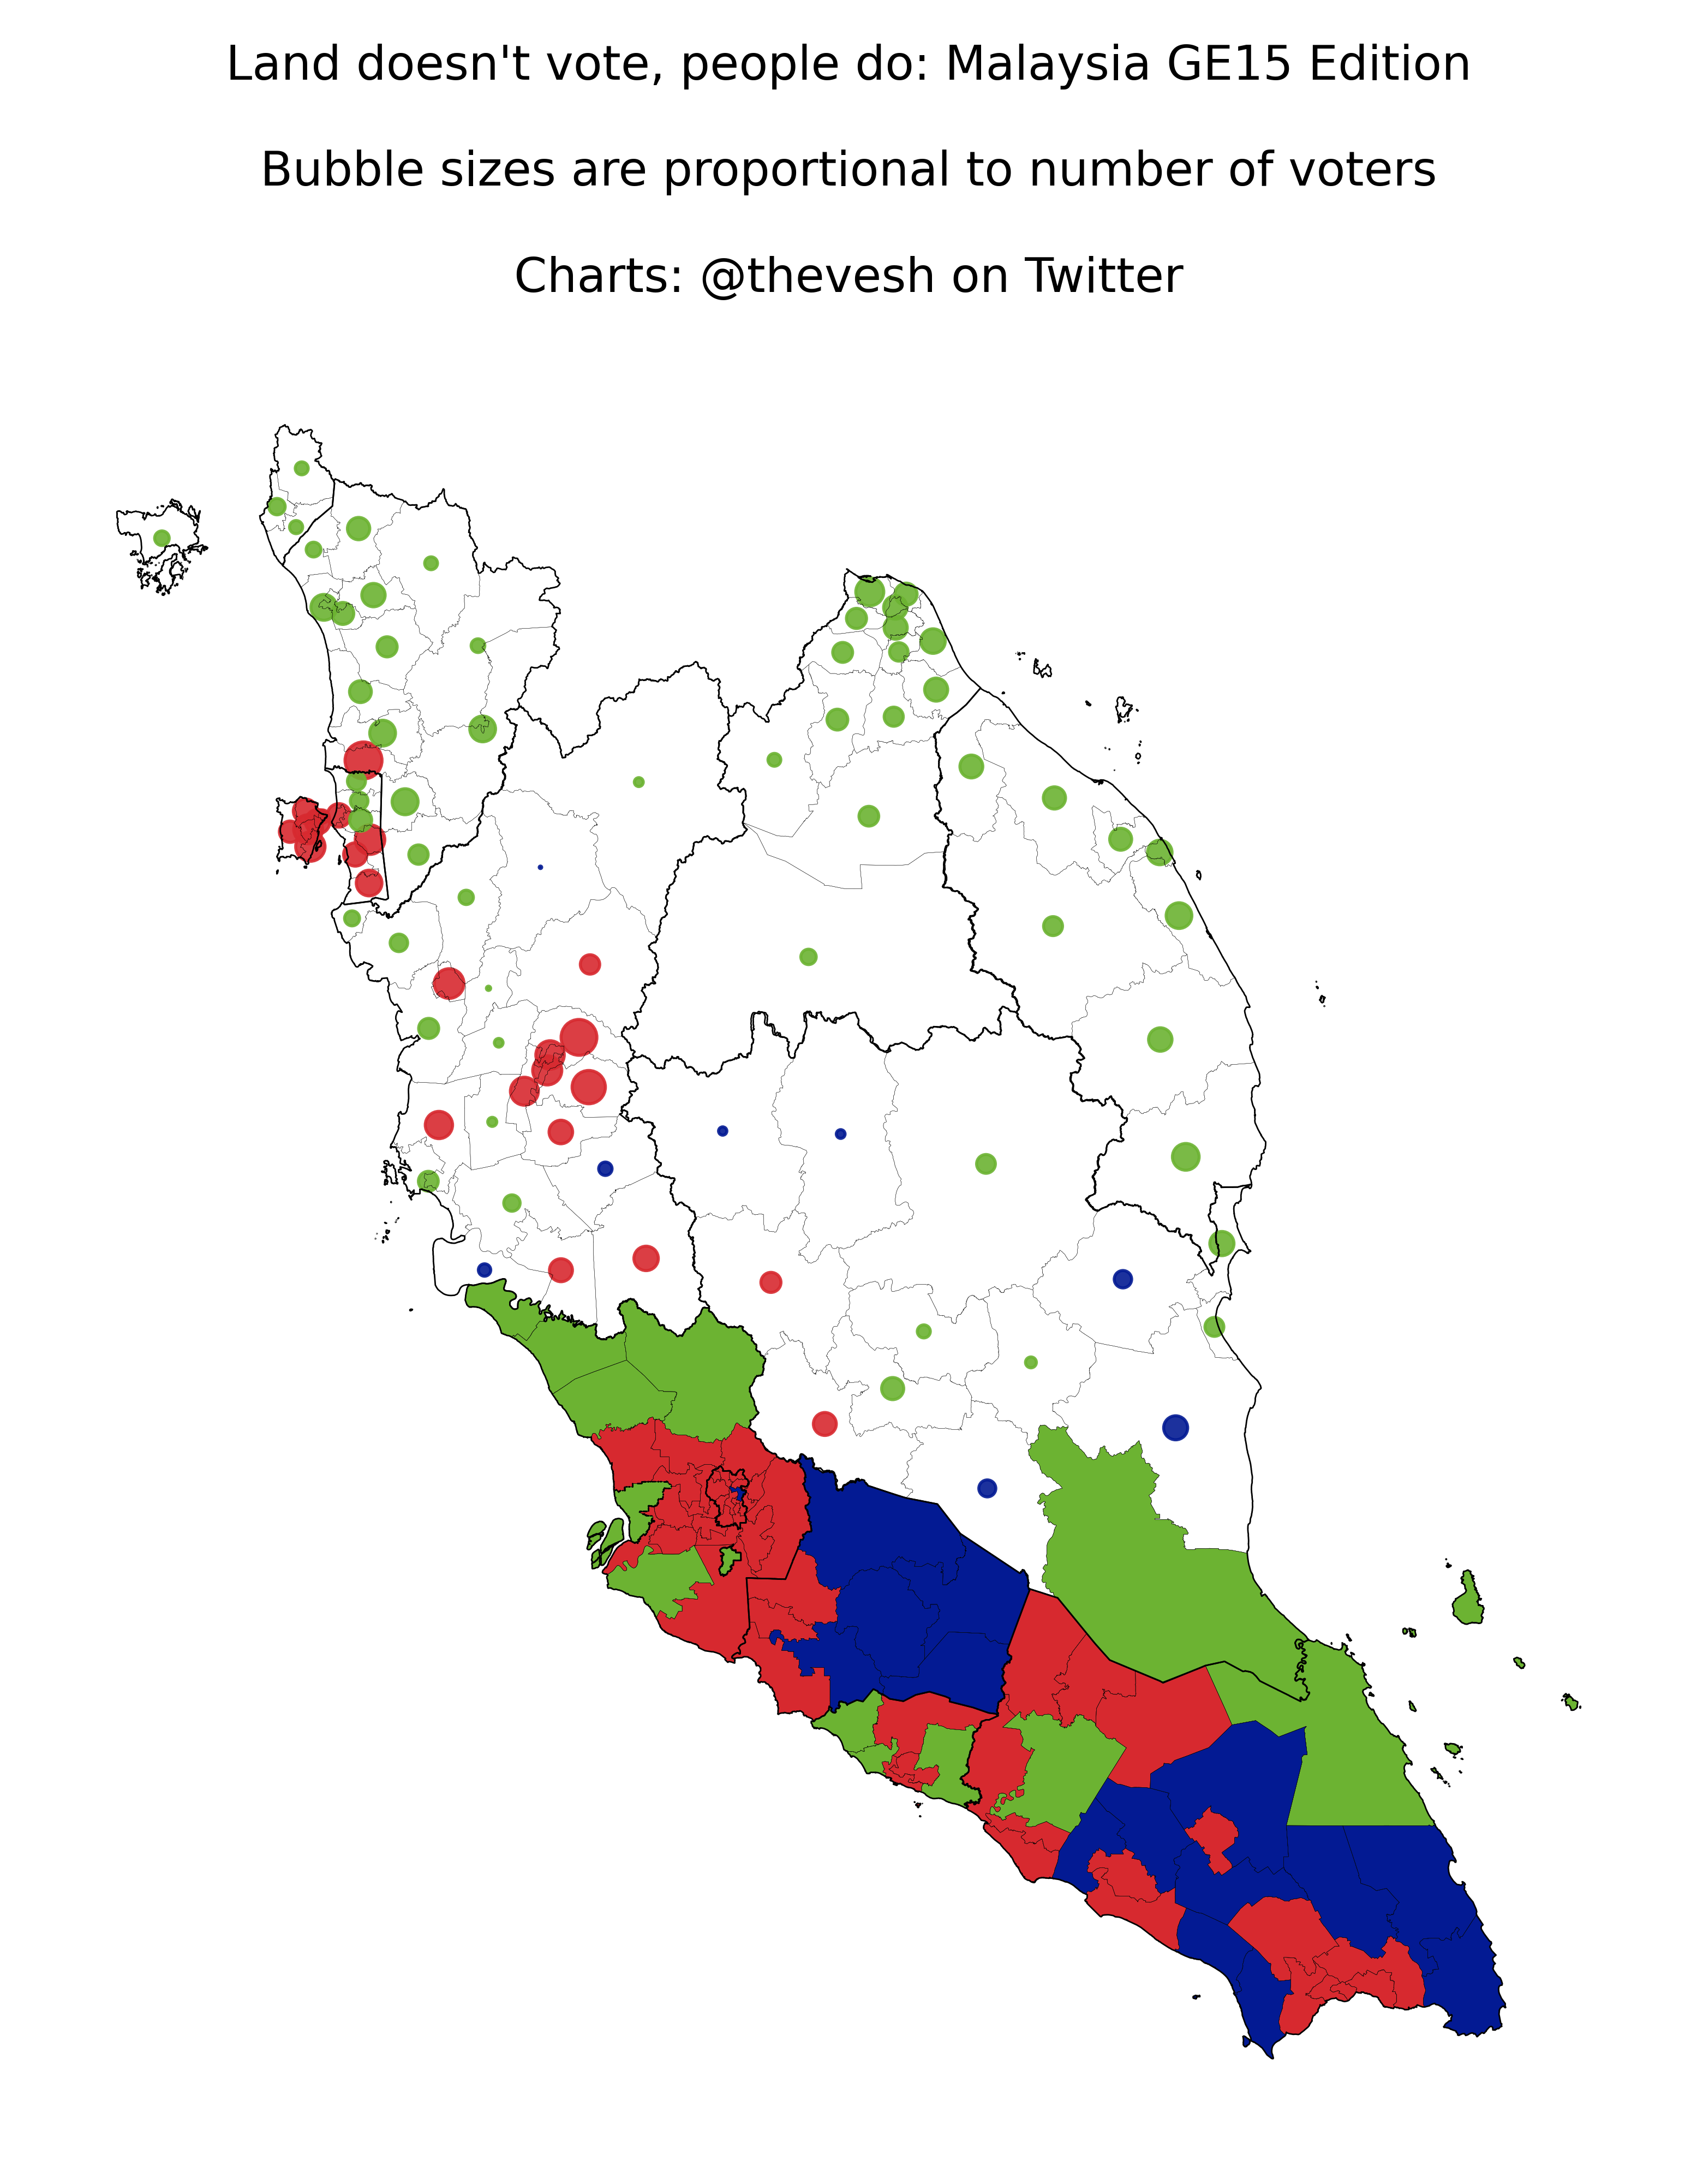 Land doesn't vote, people do: Malaysia GE15 Edition
Bubble sizes are proportional to number of voters
Charts: @thevesh on Twitter